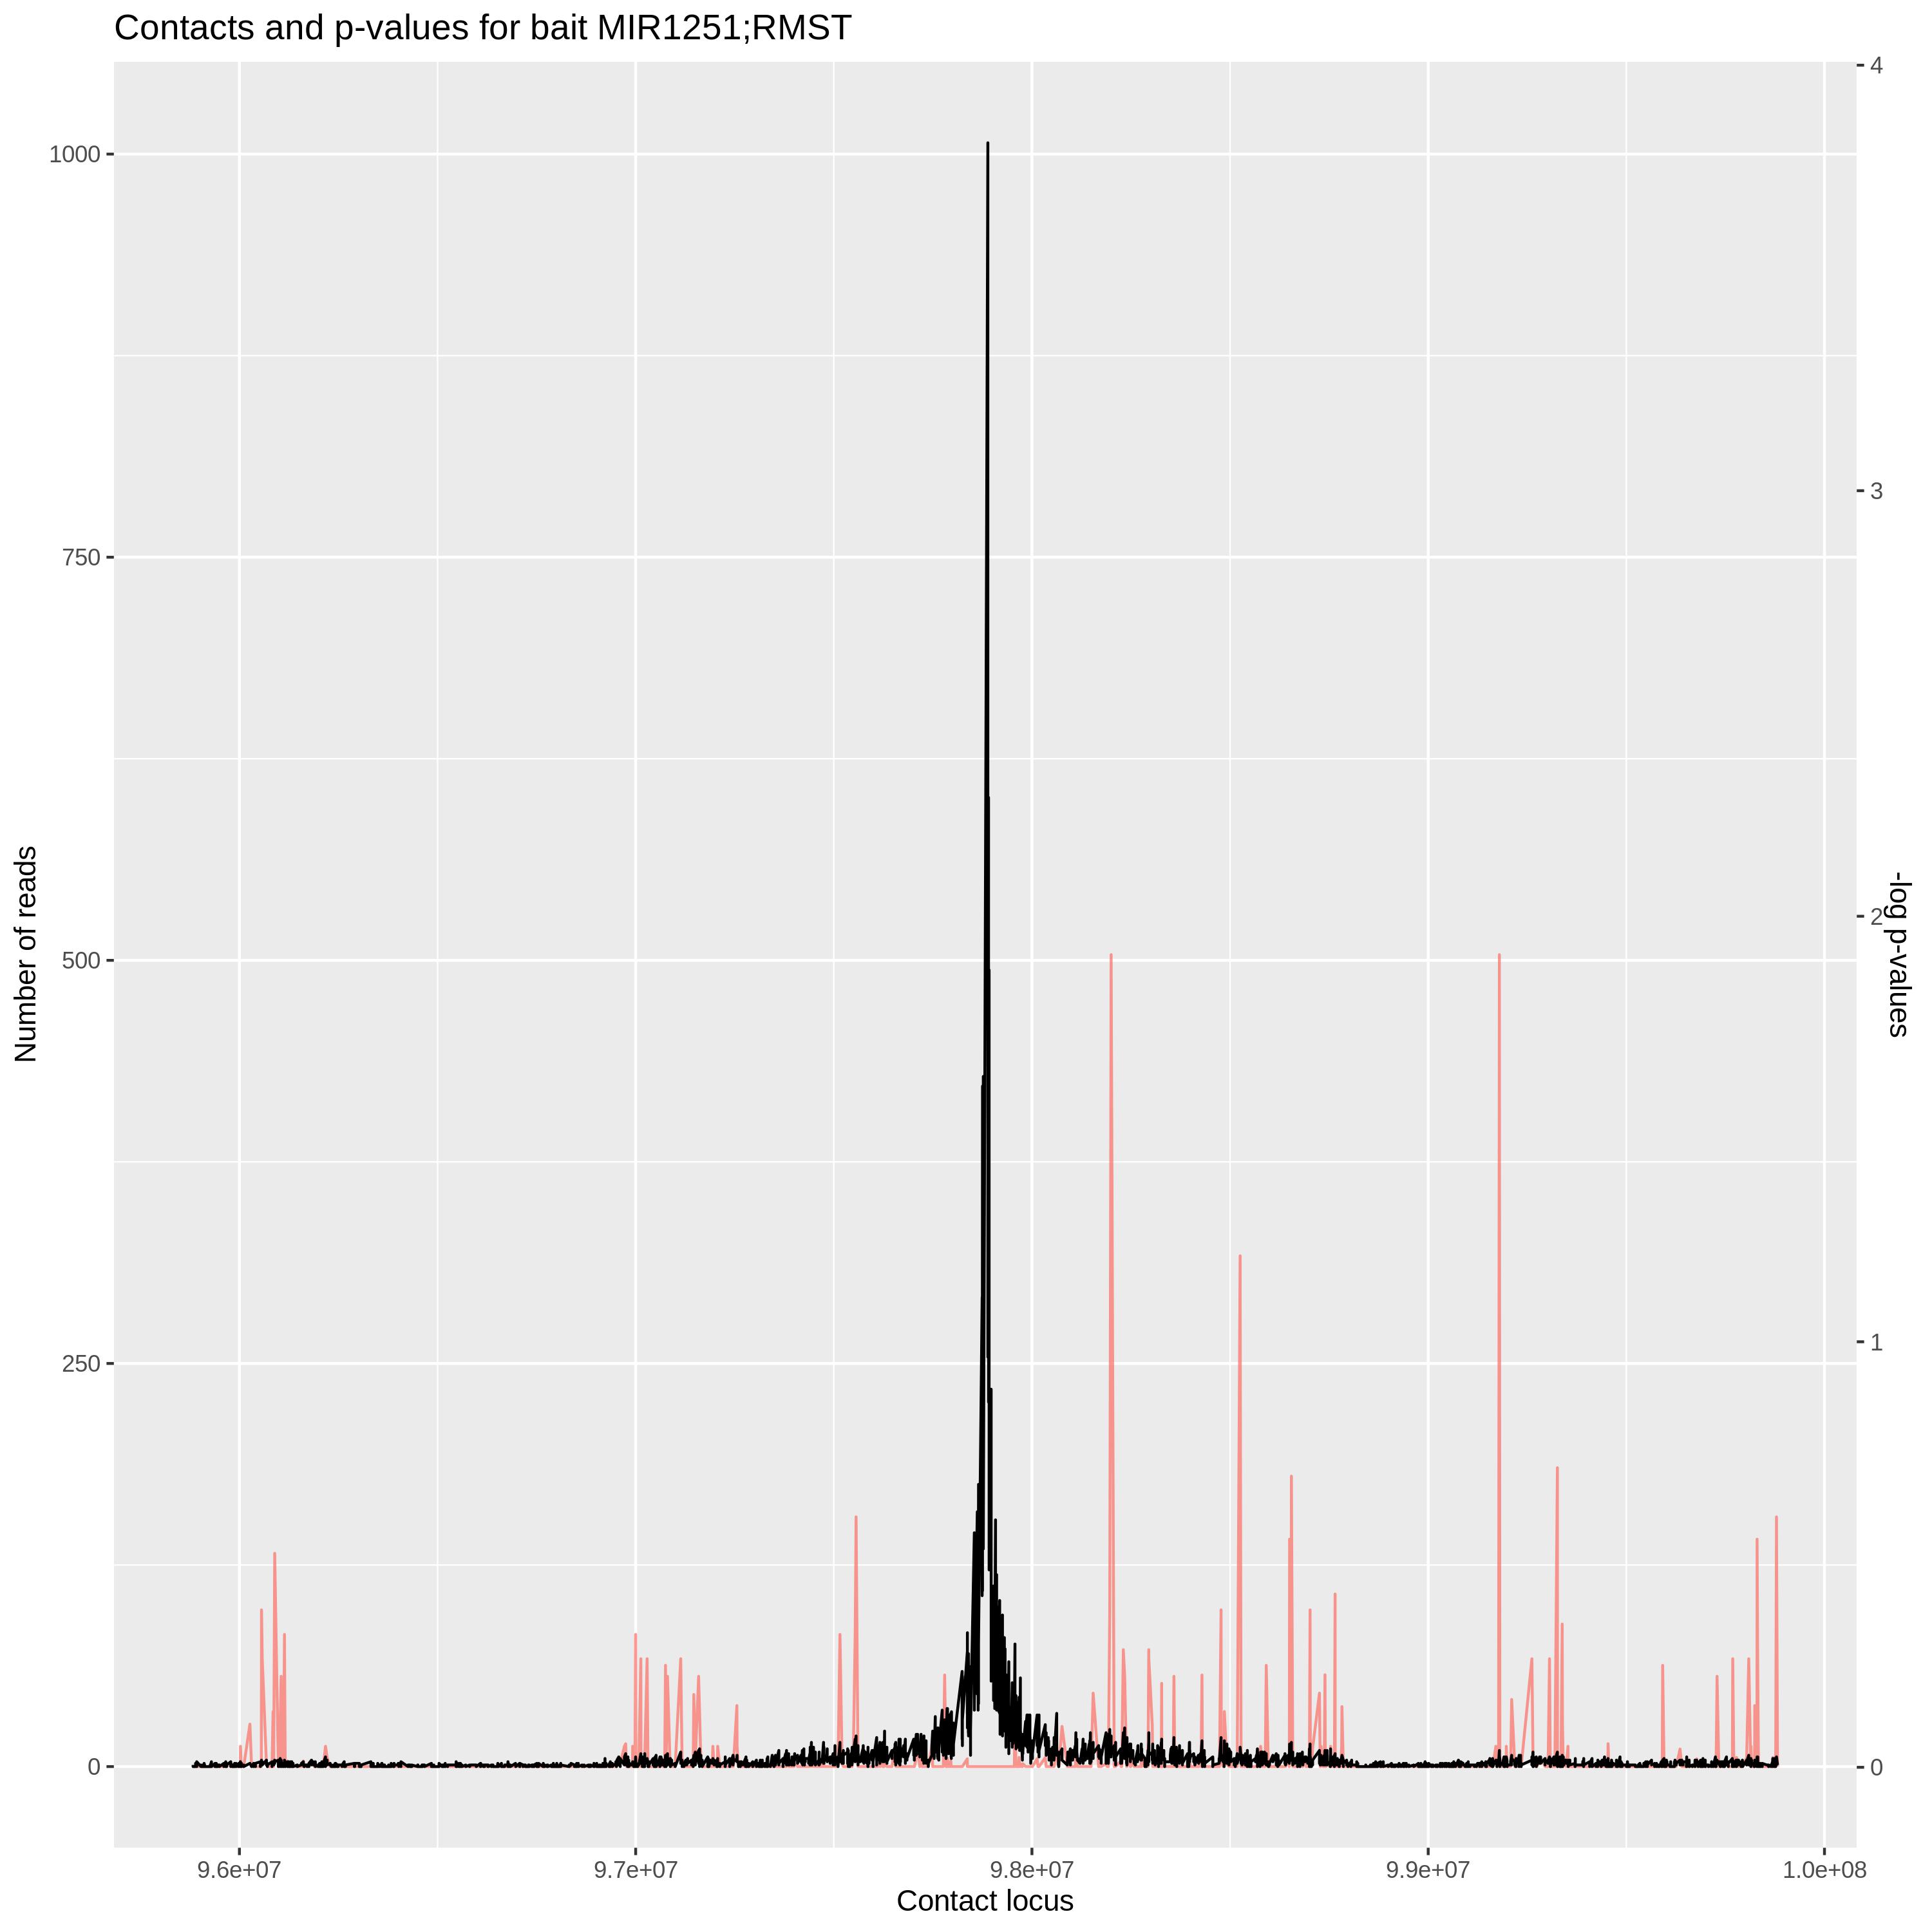 Contacts and p-values for bait MIR1251;RMST
1000
750
500
250
0
Number of reads
4
3
2
1
0
-log p-values
9.6e+07
9.7e+07
9.8e+07
9.9e+07
1.0e+08
Contact locus